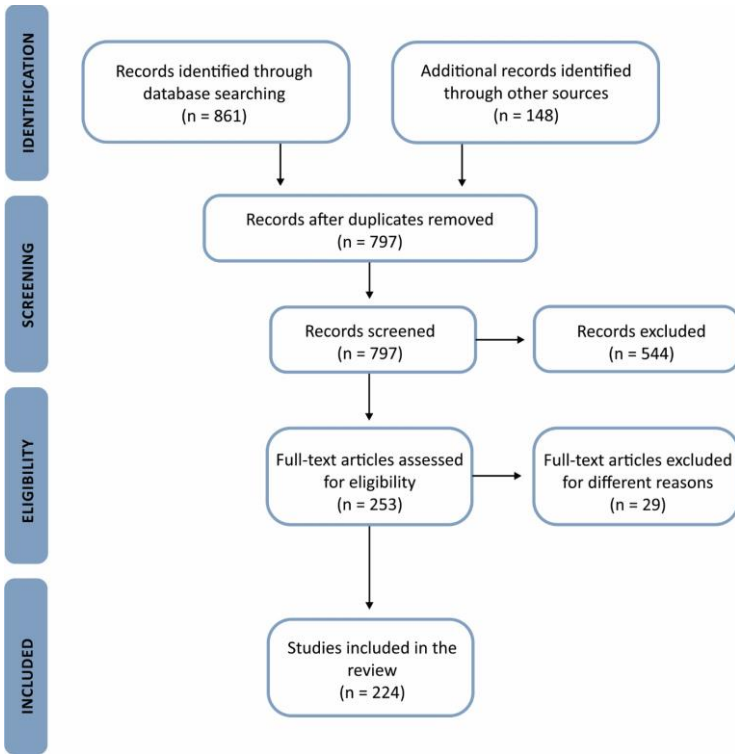 IDENTIFICATION
Records identified through
database searching
(n = 861)
Additional records identified
through other sources
(n = 148)
SCREENING
Records after duplicates removed
(n = 797)
Records screened
(n = 797)
Records excluded
(n = 544)
ELIGIBILITY
Full-text articles assessed
for eligibility
(n = 253)
Full-text articles excluded
for different reasons
(n = 29)
INCLUDED
Studies included in the
review
(n = 224)